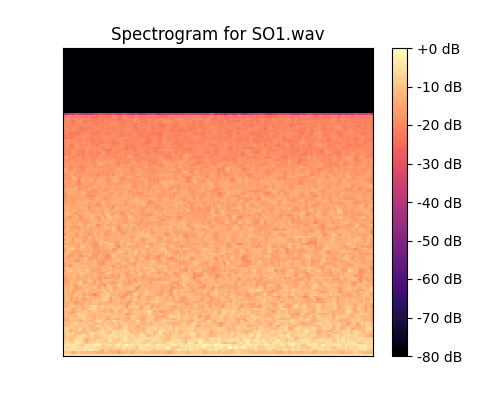 Spectrogram for SO1.wav
+0 dB
-10 dB
-20 dB
-30 dB
-40 dB
-50 dB
-60 dB
-70 dB
-80 dB